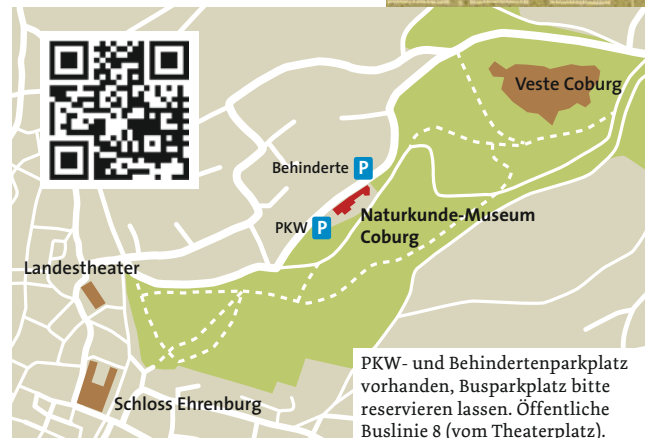 Veste Coburg
Behinderte P
PKW P
Naturkunde-Museum
Coburg
Landestheater
Schloss Ehrenburg
PKW- und Behindertenparkplatz
vorhanden, Busparkplatz bitte
reservieren lassen. Öffentliche
Buslinie 8 (vom Theaterplatz).